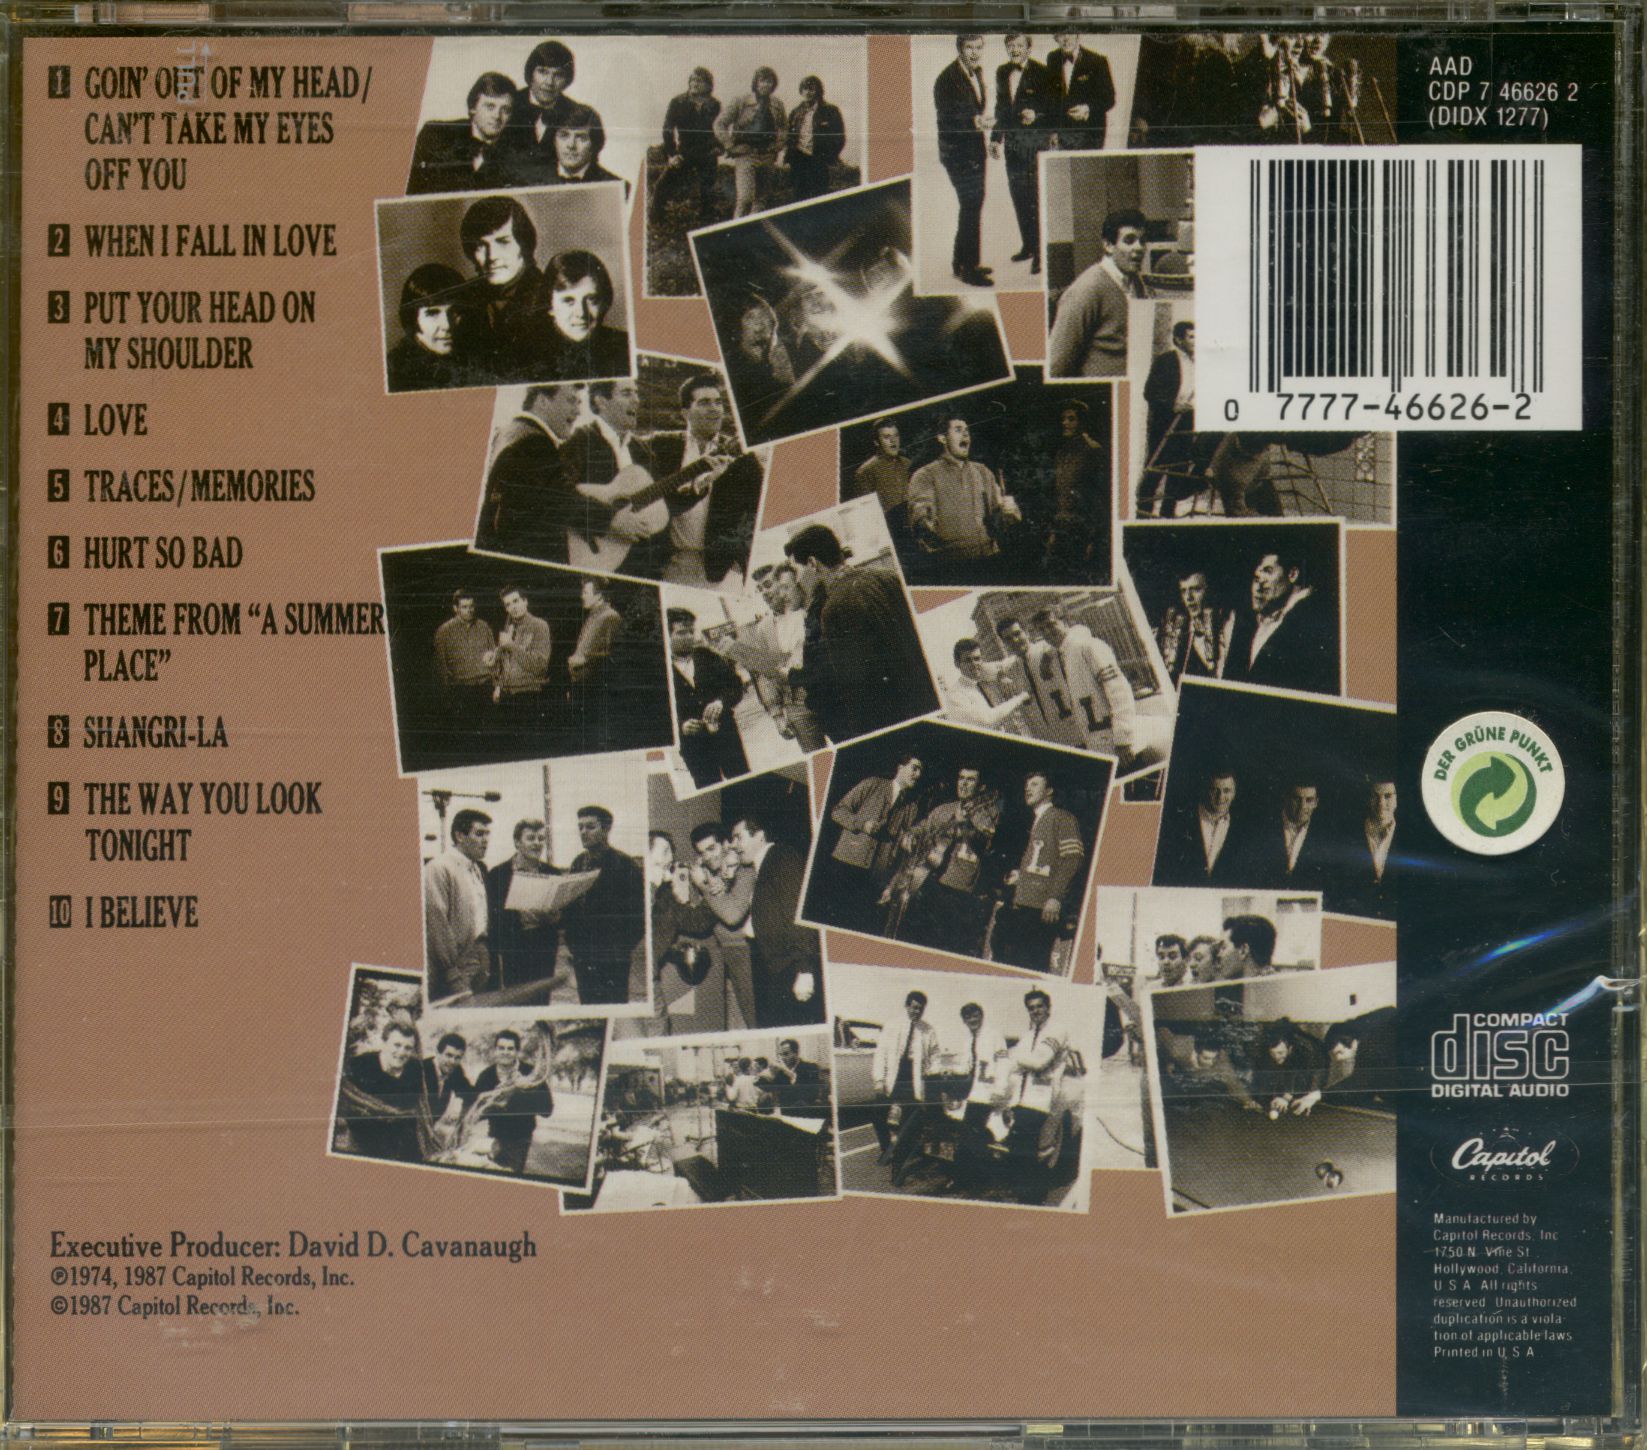 1 GOIN' OUT OF MY HEAD/
CAN'T TAKE MY EYES
OFF YOU
2 WHEN I FALL IN LOVE
3 PUT YOUR HEAD ON
MY SHOULDER
4 LOVE
5 TRACES/MEMORIES
6 HURT SO BAD
7 THEME FROM "A SUMMER
PLACE"
8 SHANGRI-LA
9 THE WAY YOU LOOK
TONIGHT
10 I BELIEVE
Executive Producer: David D. Cavanaugh
℗1974, 1987 Capitol Records, Inc.
©1987 Capitol Records, Inc.
PULL
L
L
AAD
CDP 7 46626 2
(DIDX 1277)
0 7777-46626-2
DER GRÜNE PUNKT
COMPACT
disc
DIGITAL AUDIO
Capitol
RECORDS
Manufactured by
Capitol Records, Inc
1750 N. Vine St.
Hollywood, California,
U S A All rights
reserved Unauthorized
duplication is a viola-
tion of applicable laws
Printed in U S A